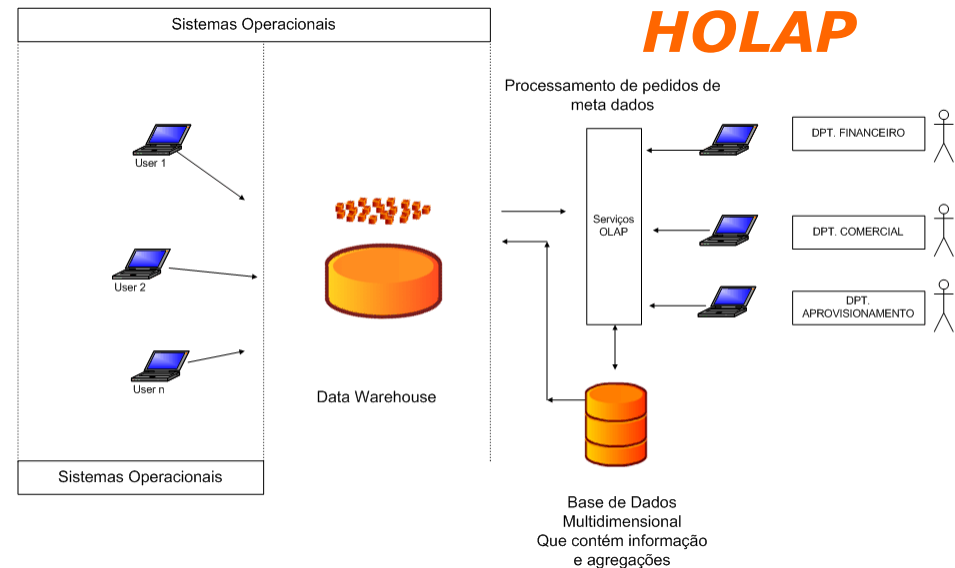 Sistemas Operacionais
HOLAP
Processamento de pedidos de
meta dados
User 1
User 2
User n
Data Warehouse
Serviços
OLAP
DPT. FINANCEIRO
DPT. COMERCIAL
DPT.
APROVISIONAMENTO
Sistemas Operacionais
Base de Dados
Multidimensional
Que contém informação
e agregações